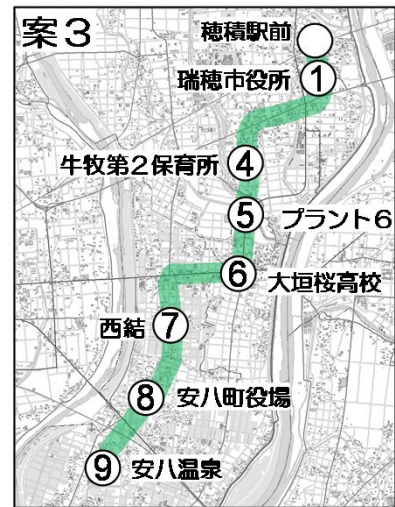 案3
穂積駅前
瑞穂市役所
①
牛牧第2保育所
④
⑤
プラント6
⑥
大垣桜高校
西結
⑦
⑧
安八町役場
⑨
安八温泉